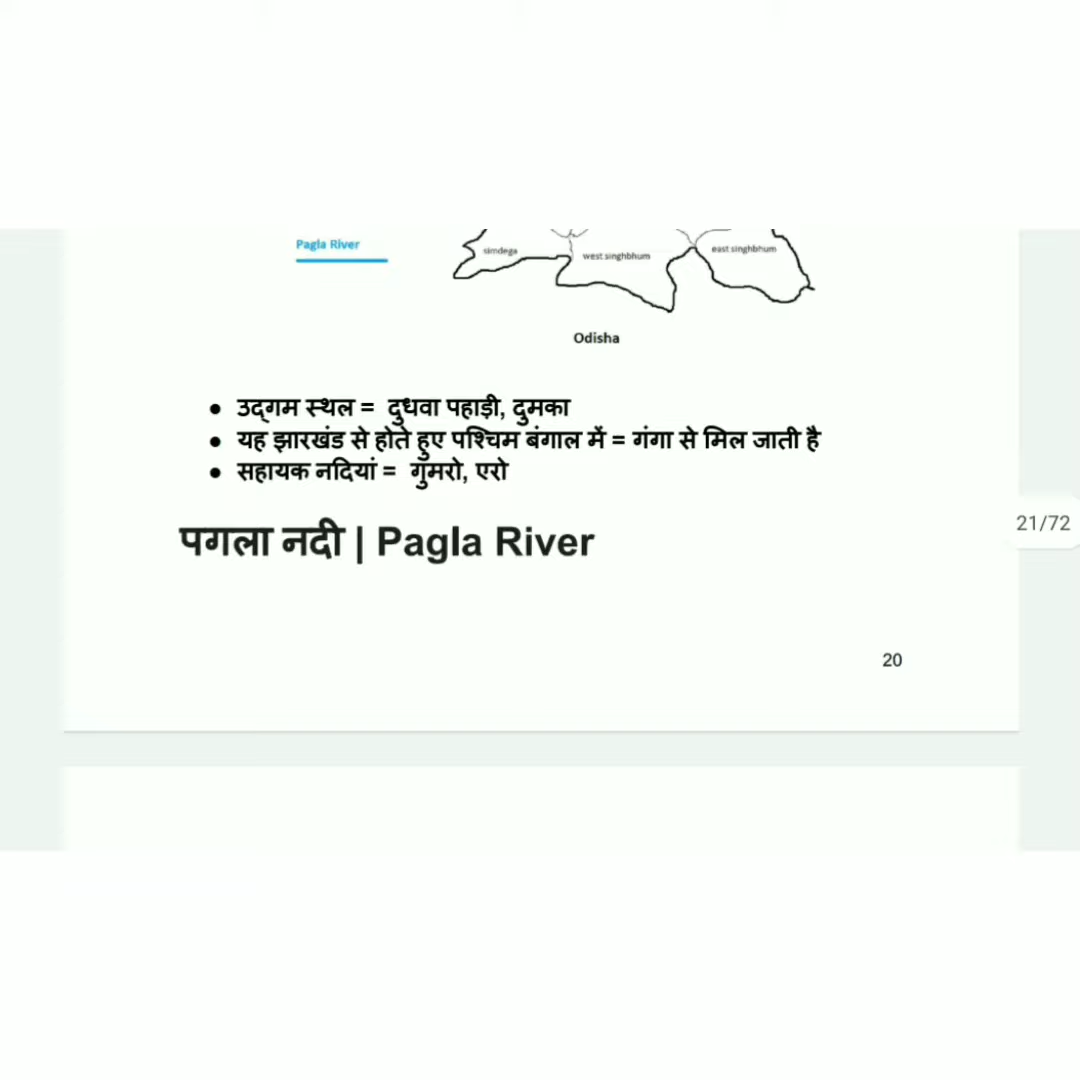 Pagla River
simdega
west singhbhum
east singhbhum
Odisha
● उद्गम स्थल = दुधवा पहाड़ी, दुमका
● यह झारखंड से होते हुए पश्चिम बंगाल में = गंगा से मिल जाती है
● सहायक नदियां = गुमरो, एरो
21/72
पगला नदी | Pagla River
20